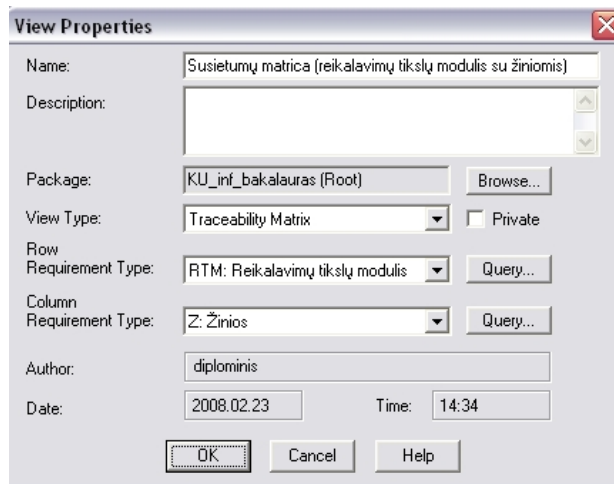 View Properties
Name: Susietumų matrica (reikalavimų tikslų modulis su žiniomis)
Description:
Package: KU_inf_bakalauras (Root) Browse...
View Type: Traceability Matrix Private
Row
Requirement Type: RTM: Reikalavimų tikslų modulis Query...
Column
Requirement Type: Z: Žinios Query...
Author: diplominis
Date: 2008.02.23 Time: 14:34
OK Cancel Help